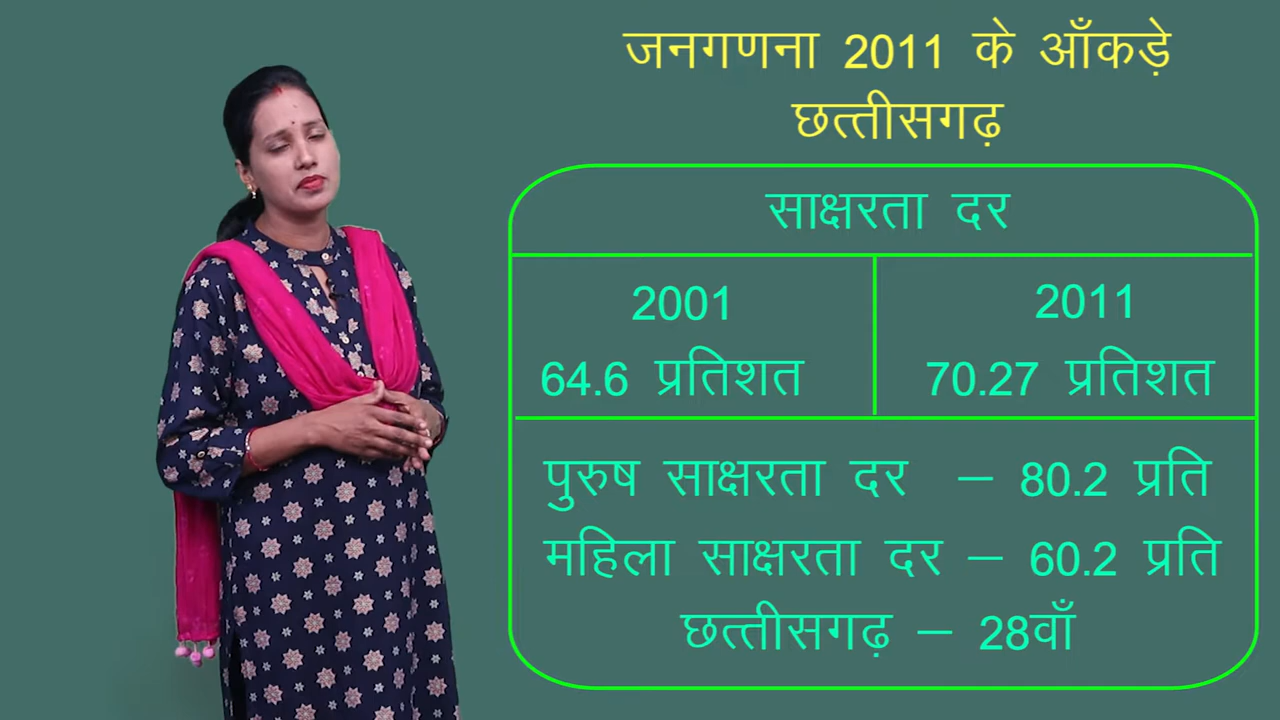 जनगणना 2011 के आँकड़े
छत्तीसगढ़
साक्षरता दर
2001 2011
64.6 प्रतिशत 70.27 प्रतिशत
पुरुष साक्षरता दर – 80.2 प्रति
महिला साक्षरता दर – 60.2 प्रति
छत्तीसगढ़ – 28वाँ